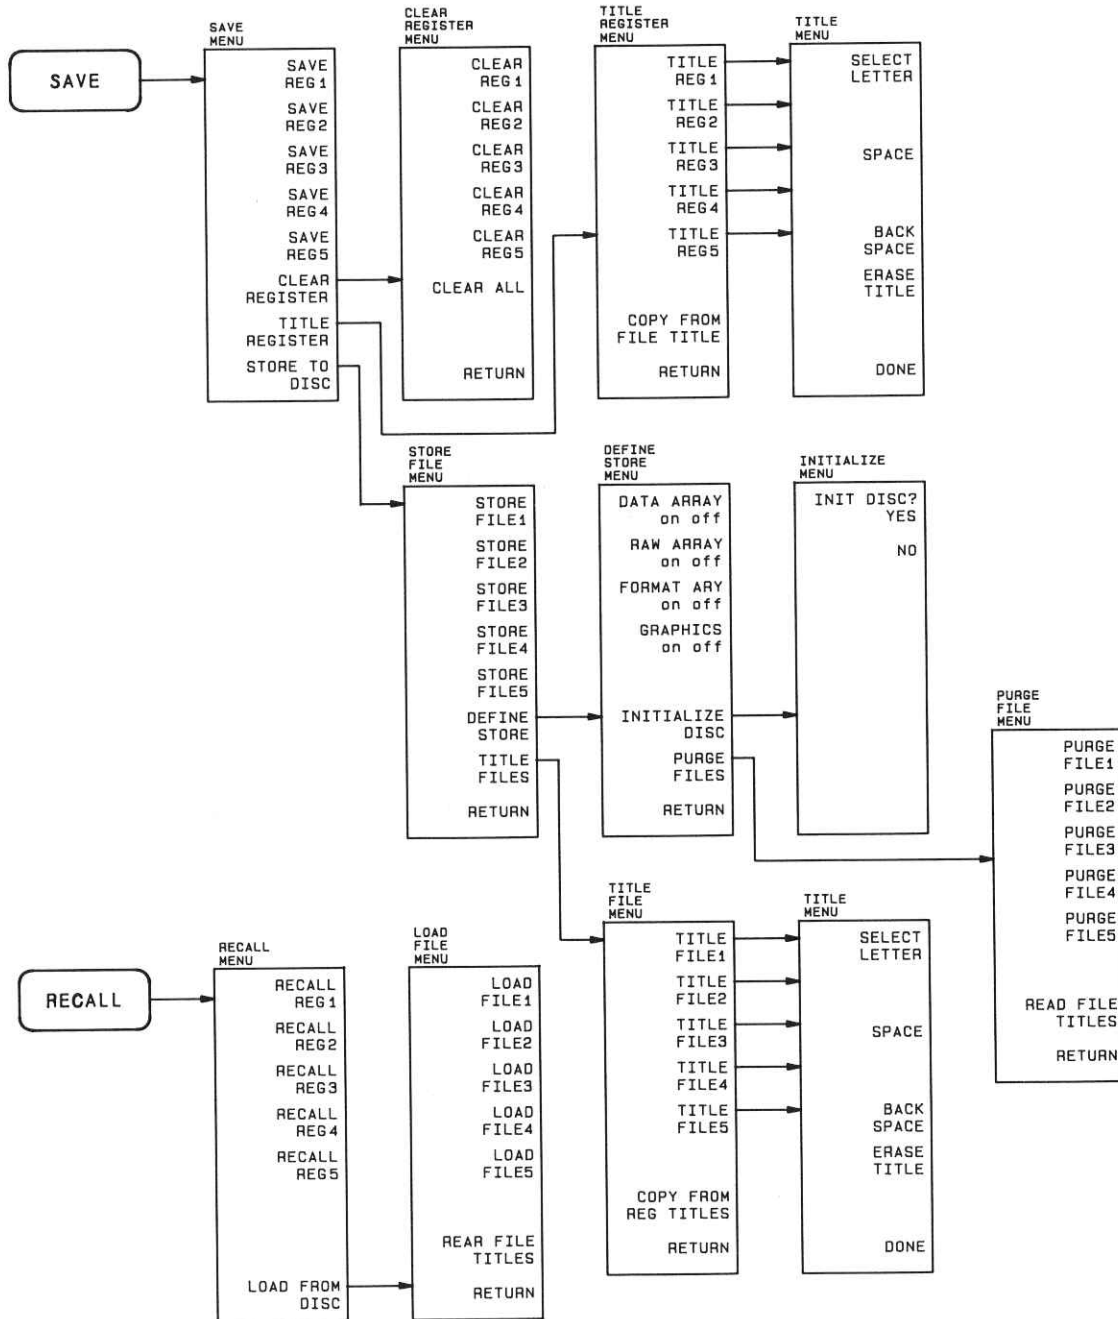 SAVE
SAVE
MENU
SAVE
REG1
SAVE
REG2
SAVE
REG3
SAVE
REG4
SAVE
REG5
CLEAR
REGISTER
TITLE
REGISTER
STORE TO
DISC
CLEAR
REGISTER
MENU
CLEAR
REG1
CLEAR
REG2
CLEAR
REG3
CLEAR
REG4
CLEAR
REG5
CLEAR ALL
RETURN
TITLE
REGISTER
MENU
TITLE
REG1
TITLE
REG2
TITLE
REG3
TITLE
REG4
TITLE
REG5
COPY FROM
FILE TITLE
RETURN
TITLE
MENU
SELECT
LETTER
SPACE
BACK
SPACE
ERASE
TITLE
DONE
STORE
FILE
MENU
STORE
FILE1
STORE
FILE2
STORE
FILE3
STORE
FILE4
STORE
FILE5
DEFINE
STORE
TITLE
FILES
RETURN
DEFINE
STORE
MENU
DATA ARRAY
on off
RAW ARRAY
on off
FORMAT ARY
on off
GRAPHICS
on off
INITIALIZE
DISC
PURGE
FILES
RETURN
INITIALIZE
MENU
INIT DISC?
YES
NO
PURGE
FILE
MENU
PURGE
FILE1
PURGE
FILE2
PURGE
FILE3
PURGE
FILE4
PURGE
FILE5
READ FILE
TITLES
RETURN
TITLE
FILE
MENU
TITLE
FILE1
TITLE
FILE2
TITLE
FILE3
TITLE
FILE4
TITLE
FILE5
COPY FROM
REG TITLES
RETURN
TITLE
MENU
SELECT
LETTER
SPACE
BACK
SPACE
ERASE
TITLE
DONE
RECALL
RECALL
MENU
RECALL
REG1
RECALL
REG2
RECALL
REG3
RECALL
REG4
RECALL
REG5
LOAD FROM
DISC
LOAD
FILE
MENU
LOAD
FILE1
LOAD
FILE2
LOAD
FILE3
LOAD
FILE4
LOAD
FILE5
REAR FILE
TITLES
RETURN